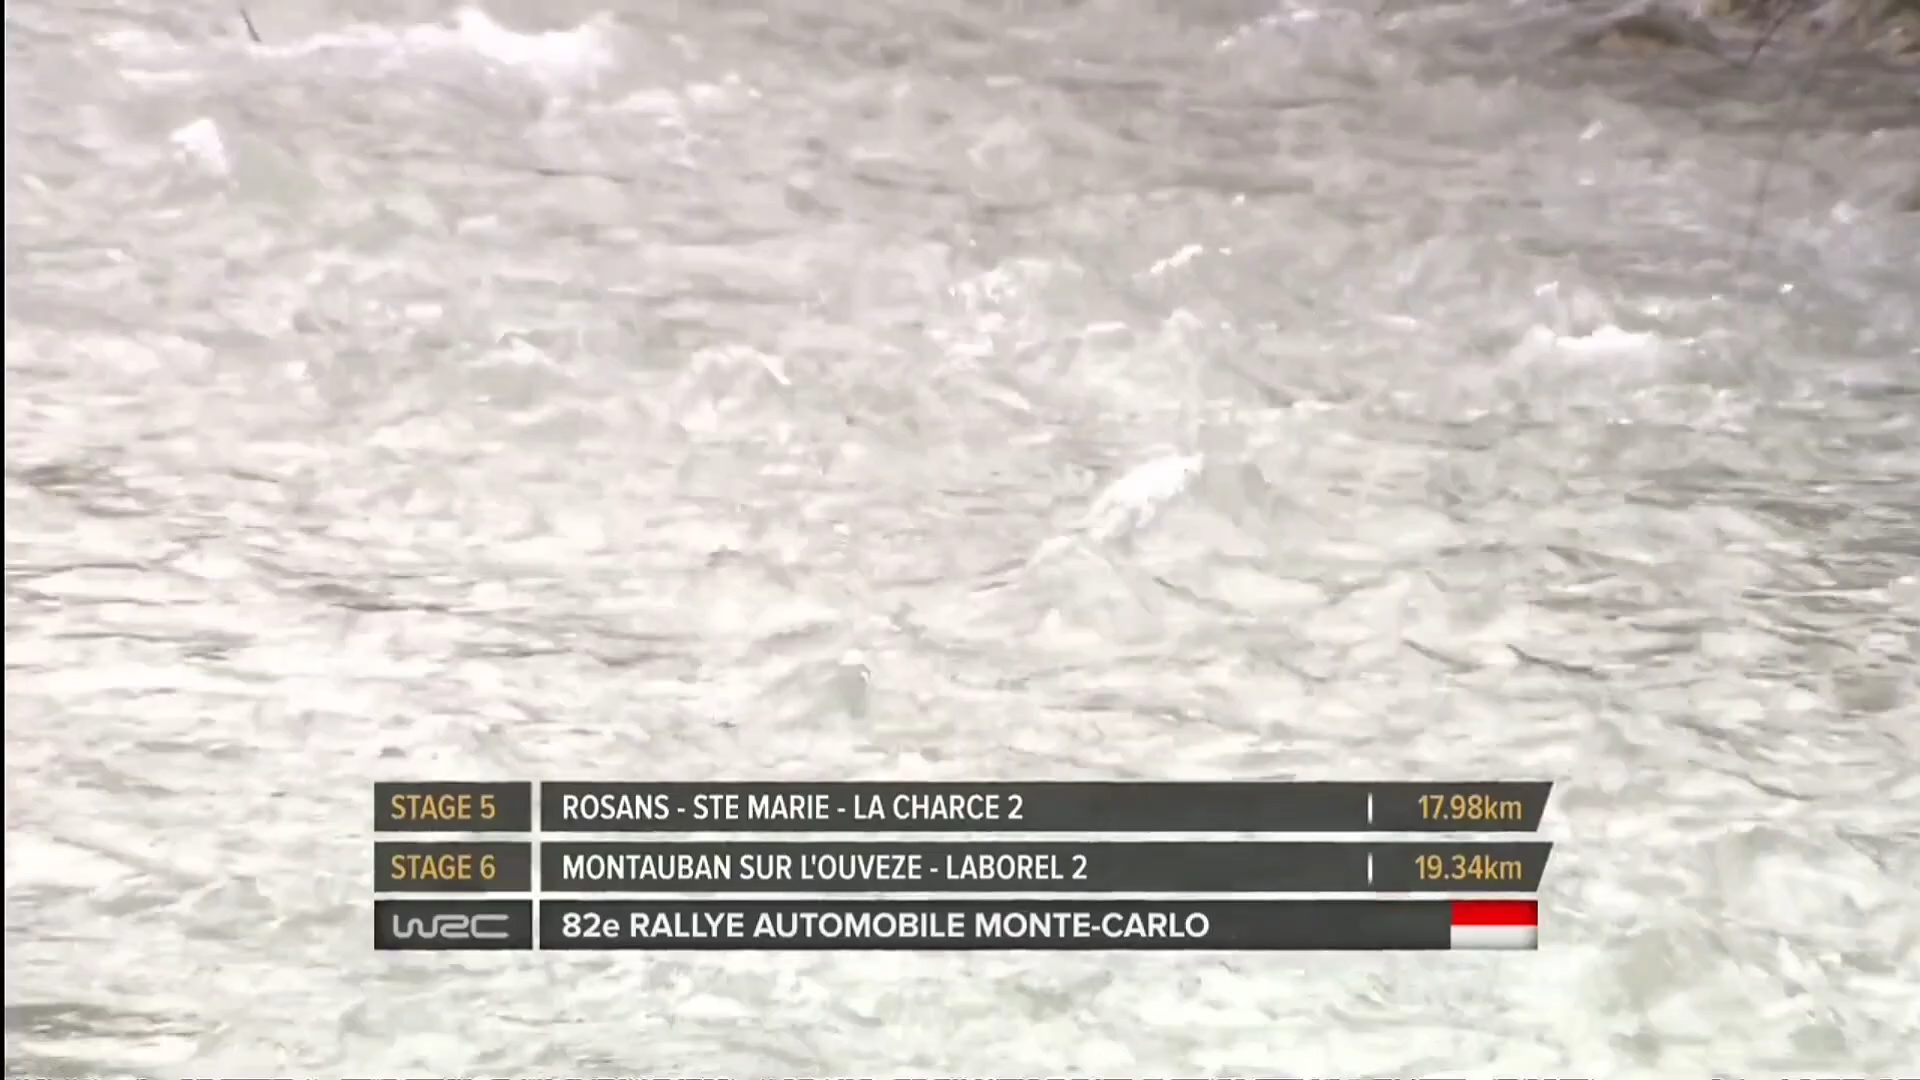 STAGE 5 ROSANS - STE MARIE - LA CHARCE 2 | 17.98km
STAGE 6 MONTAUBAN SUR L'OUVEZE - LABOREL 2 | 19.34km
WRC 82e RALLYE AUTOMOBILE MONTE-CARLO